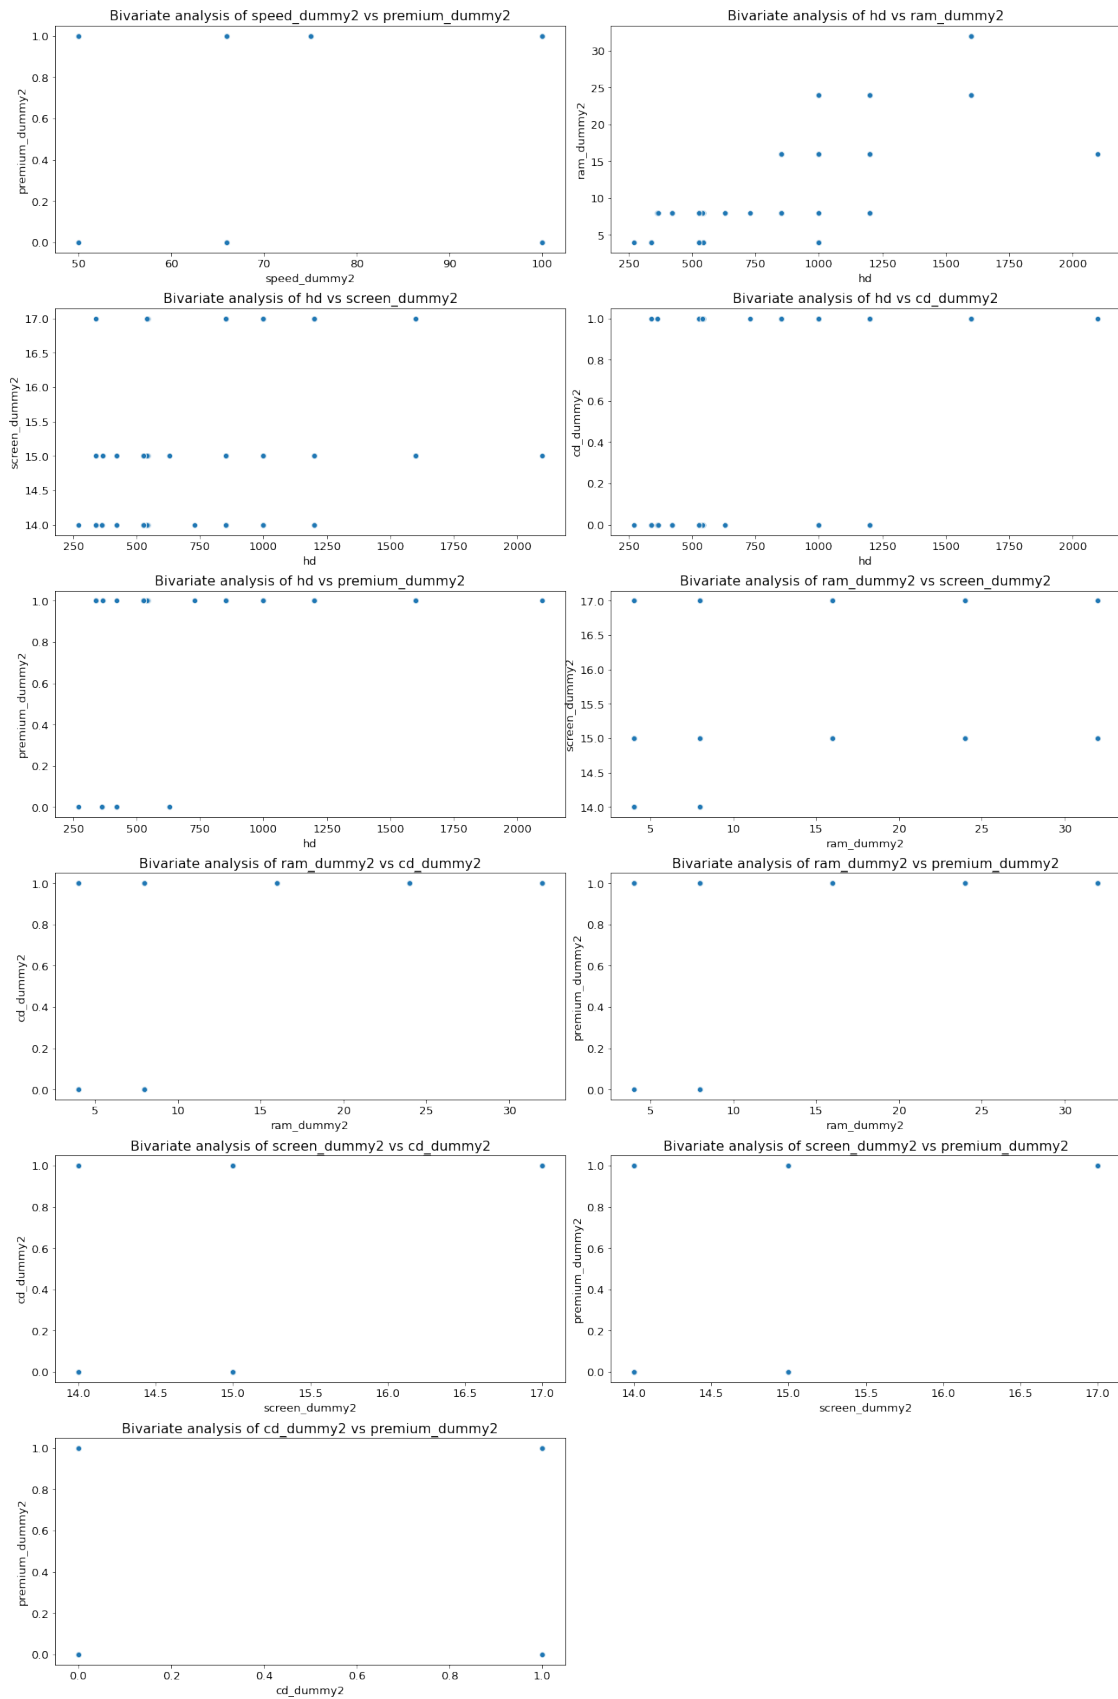 Bivariate analysis of speed_dummy2 vs premium_dummy2
1.0
0.8
0.6
0.4
0.2
0.0
premium_dummy2
50 60 70 80 90 100
speed_dummy2
Bivariate analysis of hd vs ram_dummy2
30
25
20
15
10
5
ram_dummy2
250 500 750 1000 1250 1500 1750 2000
hd
Bivariate analysis of hd vs screen_dummy2
17.0
16.5
16.0
15.5
15.0
14.5
14.0
screen_dummy2
250 500 750 1000 1250 1500 1750 2000
hd
Bivariate analysis of hd vs cd_dummy2
1.0
0.8
0.6
0.4
0.2
0.0
cd_dummy2
250 500 750 1000 1250 1500 1750 2000
hd
Bivariate analysis of hd vs premium_dummy2
1.0
0.8
0.6
0.4
0.2
0.0
premium_dummy2
250 500 750 1000 1250 1500 1750 2000
hd
Bivariate analysis of ram_dummy2 vs screen_dummy2
17.0
16.5
16.0
15.5
15.0
14.5
14.0
screen_dummy2
5 10 15 20 25 30
ram_dummy2
Bivariate analysis of ram_dummy2 vs cd_dummy2
1.0
0.8
0.6
0.4
0.2
0.0
cd_dummy2
5 10 15 20 25 30
ram_dummy2
Bivariate analysis of ram_dummy2 vs premium_dummy2
1.0
0.8
0.6
0.4
0.2
0.0
premium_dummy2
5 10 15 20 25 30
ram_dummy2
Bivariate analysis of screen_dummy2 vs cd_dummy2
1.0
0.8
0.6
0.4
0.2
0.0
cd_dummy2
14.0 14.5 15.0 15.5 16.0 16.5 17.0
screen_dummy2
Bivariate analysis of screen_dummy2 vs premium_dummy2
1.0
0.8
0.6
0.4
0.2
0.0
premium_dummy2
14.0 14.5 15.0 15.5 16.0 16.5 17.0
screen_dummy2
Bivariate analysis of cd_dummy2 vs premium_dummy2
1.0
0.8
0.6
0.4
0.2
0.0
premium_dummy2
0.0 0.2 0.4 0.6 0.8 1.0
cd_dummy2